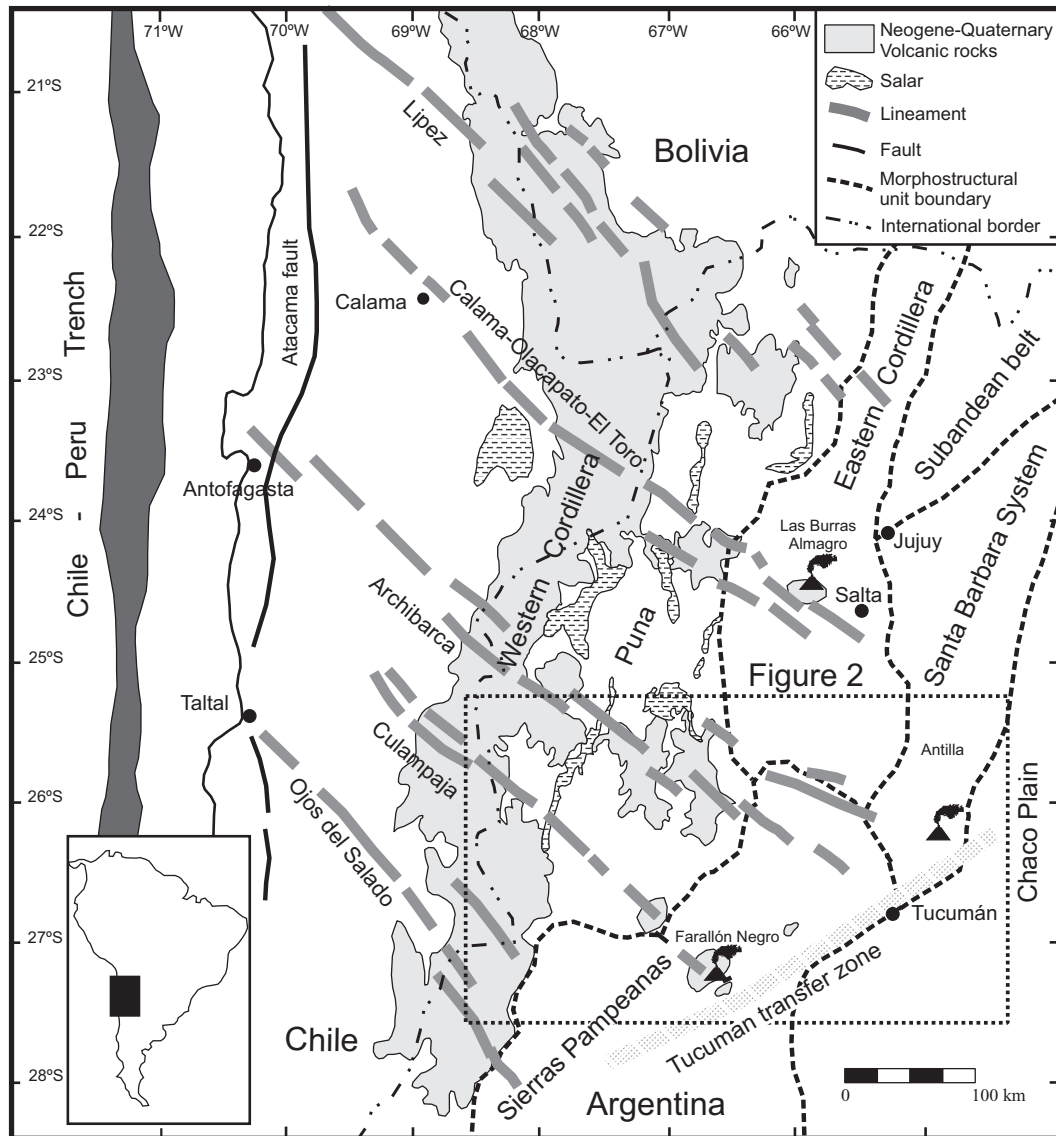 71ºW
70ºW
69ºW
68ºW
67ºW
66ºW
Neogene-Quaternary
Volcanic rocks
Salar
Lineament
Fault
Morphostructural
unit boundary
International border
21ºS
22ºS
23ºS
24ºS
25ºS
26ºS
27ºS
28ºS
Chile - Peru Trench
Atacama fault
Lipez
Bolivia
Calama
Calama-Olacapato-El Toro:
Antofagasta
Western Cordillera
Eastern Cordillera
Subandean belt
Santa Barbara System
Las Burras
Almagro
Jujuy
Salta
Archibarca
Puna
Figure 2
Taltal
Culampaja
Ojos del Salado
Antilla
Chaco Plain
Tucumán
Farallón Negro
Tucuman transfer zone
Sierras Pampeanas
Chile
Argentina
0
100 km